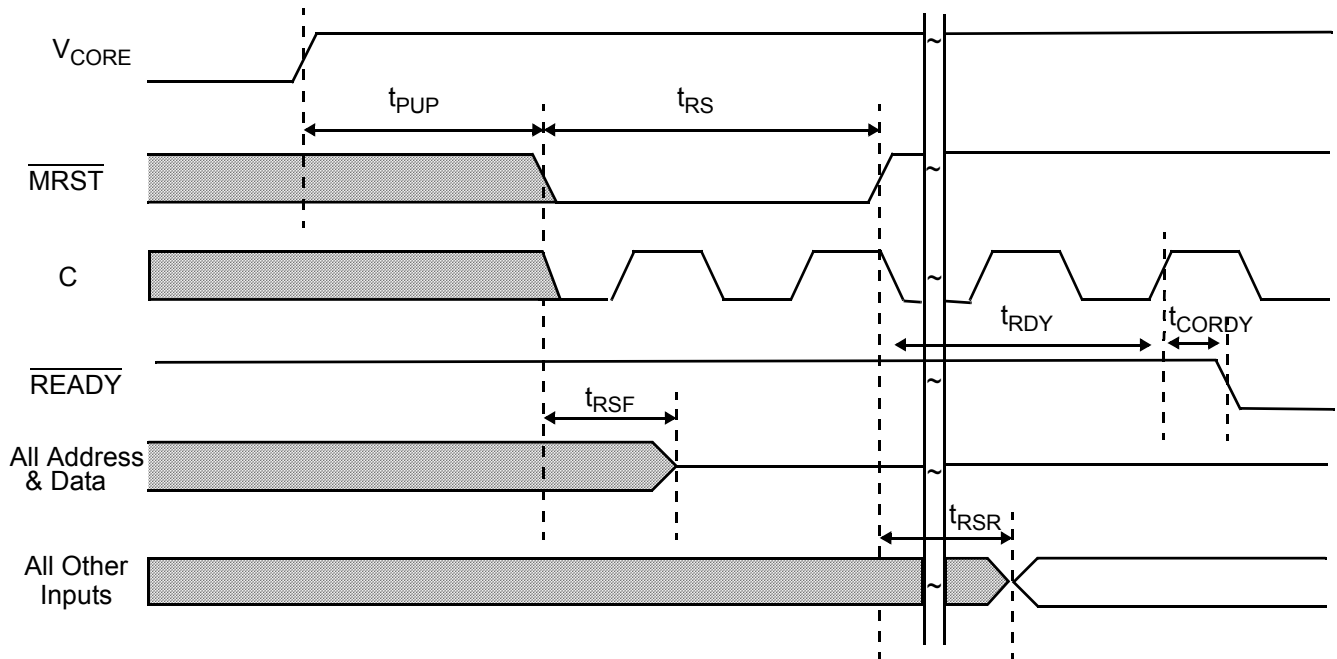 VCORE
tPUP
tRS
MRST
C
tRDY
tCORDY
READY
tRSF
All Address
& Data
tRSR
All Other
Inputs
~
~
~
~
~
~